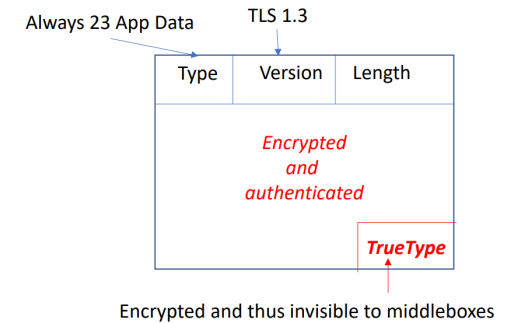 Always 23 App Data
TLS 1.3
Type
Version
Length
Encrypted
and
authenticated
TrueType
Encrypted and thus invisible to middleboxes